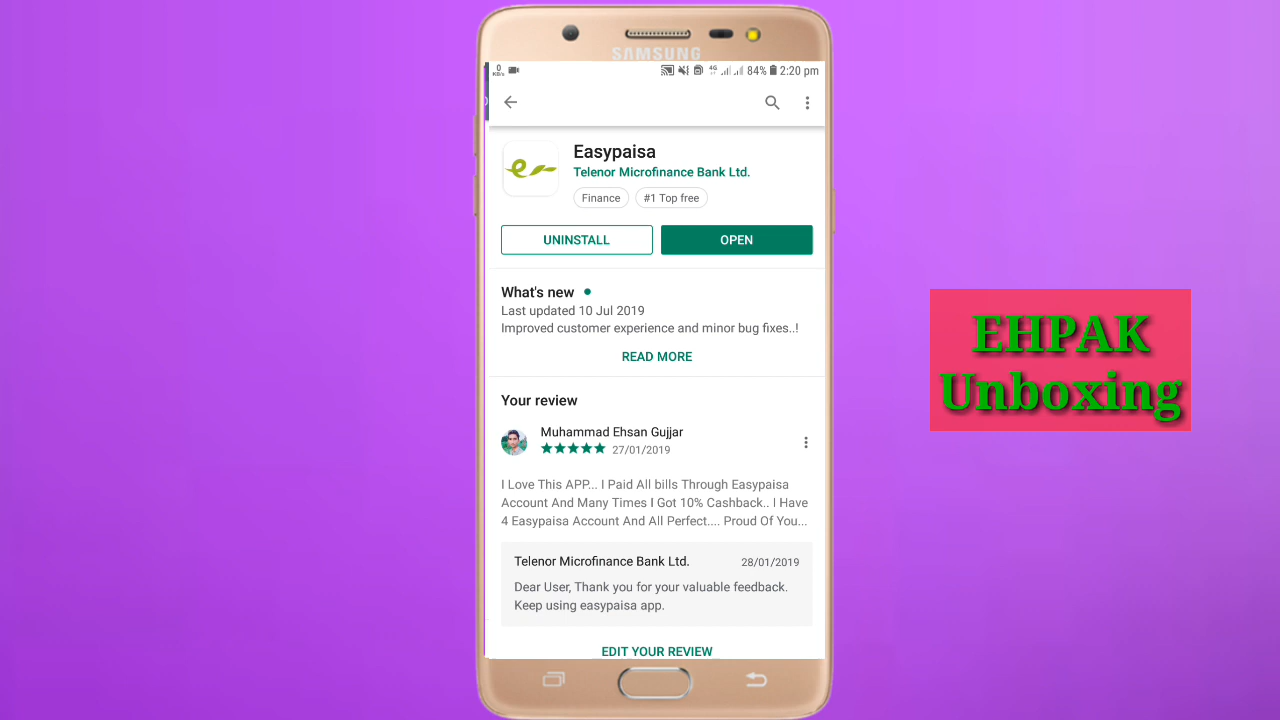 SAMSUNG
0
KB/s
4G
84%
2:20 pm
Easypaisa
Telenor Microfinance Bank Ltd.
Finance
#1 Top free
UNINSTALL
OPEN
What's new
Last updated 10 Jul 2019
Improved customer experience and minor bug fixes..!
READ MORE
Your review
Muhammad Ehsan Gujjar
27/01/2019
I Love This APP... I Paid All bills Through Easypaisa
Account And Many Times I Got 10% Cashback.. I Have
4 Easypaisa Account And All Perfect.... Proud Of You...
Telenor Microfinance Bank Ltd.
28/01/2019
Dear User, Thank you for your valuable feedback.
Keep using easypaisa app.
EDIT YOUR REVIEW
EHPAK
Unboxing